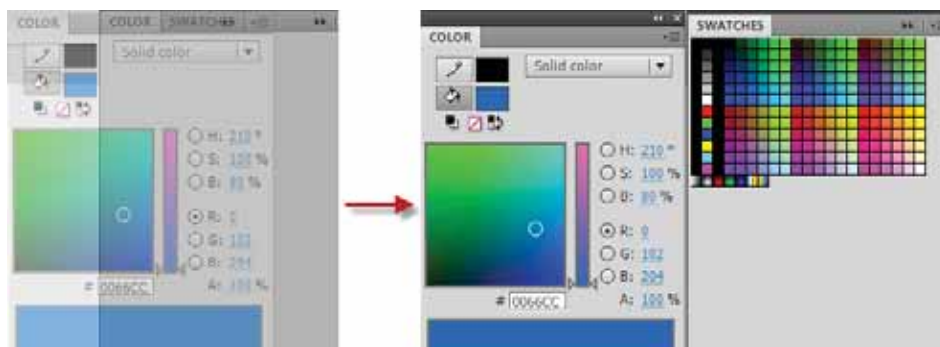 COLOR COLOR SWATCHES
Solid color
H: 210 °
S: 100 %
B: 80 %
R: 0
G: 102
B: 204
# 0066CC A: 100 %
COLOR
Solid color
H: 210 °
S: 100 %
B: 80 %
R: 0
G: 102
B: 204
# 0066CC A: 100 %
SWATCHES